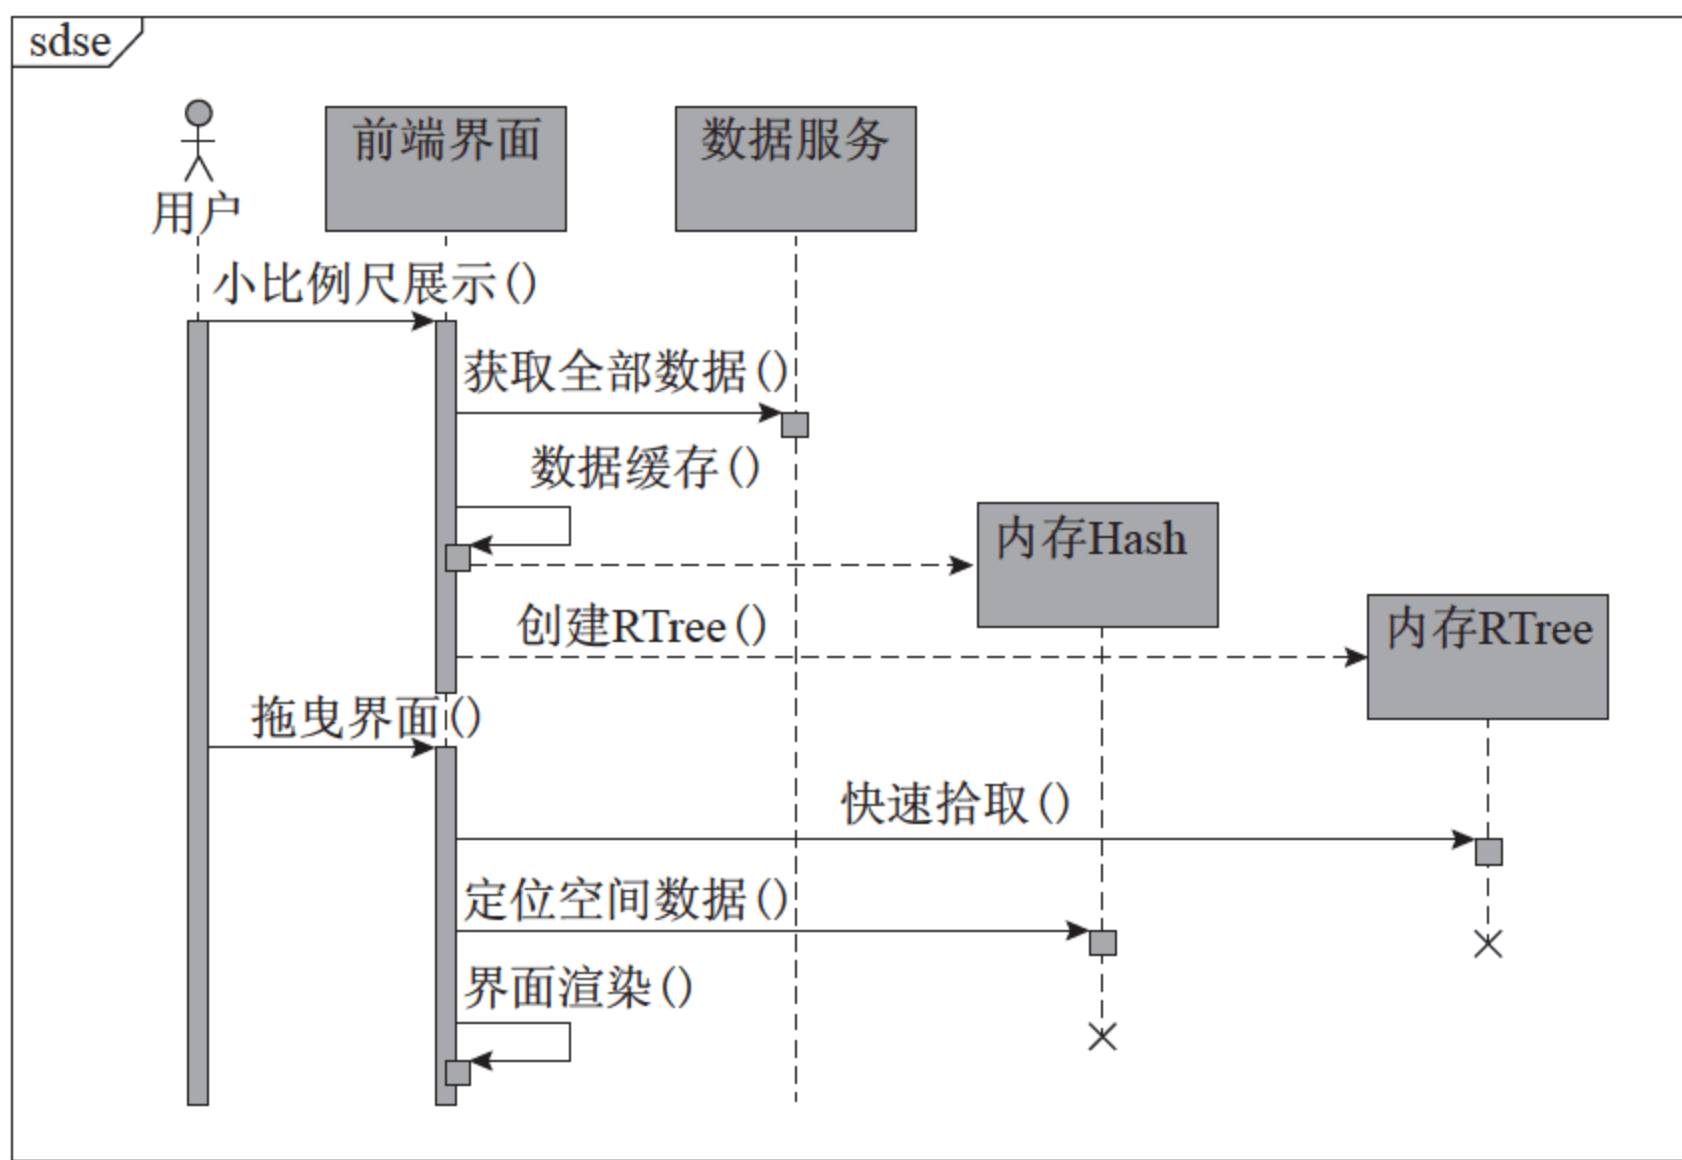 sdse
前端界面
数据服务
用户
小比例尺展示()
获取全部数据()
数据缓存()
内存Hash
创建RTree()
内存RTree
拖曳界面()
快速拾取()
定位空间数据()
界面渲染()